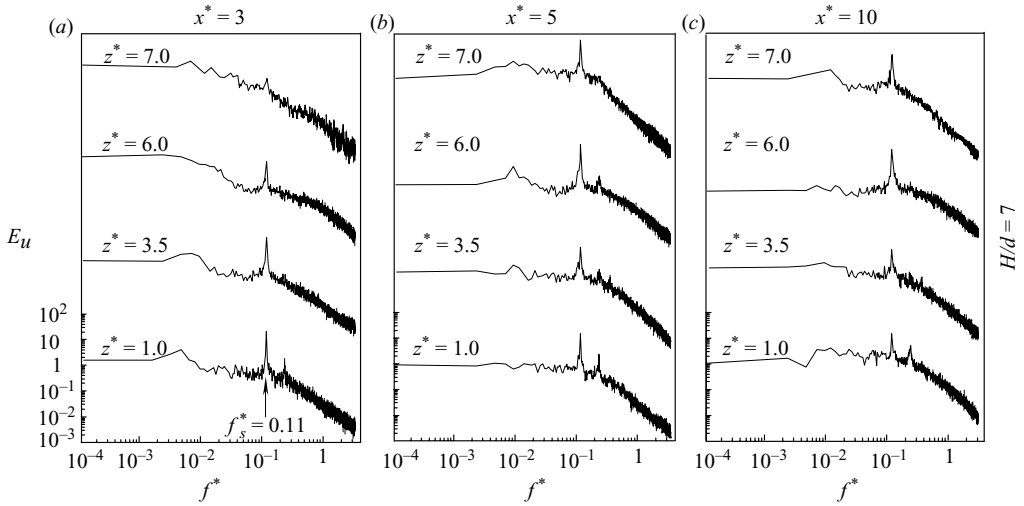 x* = 3
x* = 5
x* = 10
(a)
(b)
(c)
z* = 7.0
z* = 7.0
z* = 7.0
z* = 6.0
z* = 6.0
z* = 6.0
z* = 3.5
z* = 3.5
z* = 3.5
z* = 1.0
z* = 1.0
z* = 1.0
E_u
H/d = 7
10^2
10
1
10^−1
10^−2
10^−3
f_s^* = 0.11
10^−4 10^−3 10^−2 10^−1 1
10^−4 10^−3 10^−2 10^−1 1
10^−4 10^−3 10^−2 10^−1 1
f*
f*
f*